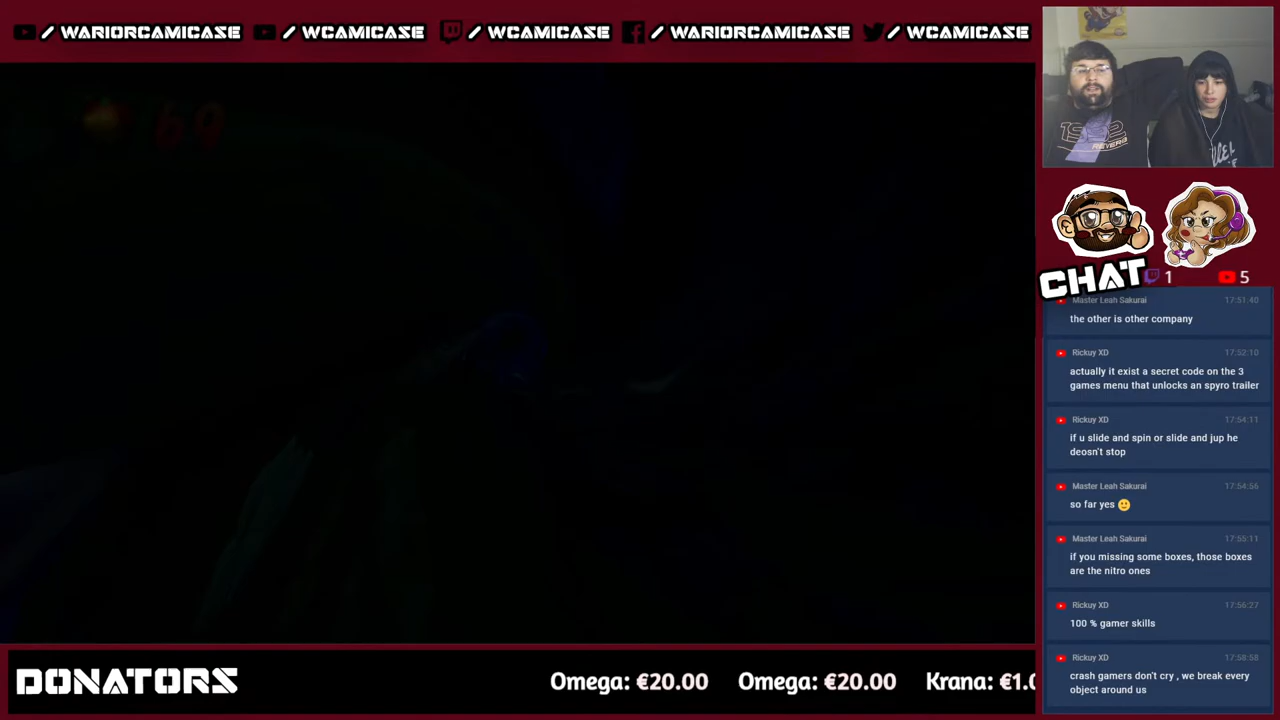 / WARIORCAMICASE / WCAMICASE / WCAMICASE / WARIORCAMICASE / WCAMICASE
69
1992
REVERB
CHAT
1
5
Master Leah Sakurai 17:51:40
the other is other company
Rickuy XD 17:52:10
actually it exist a secret code on the 3
games menu that unlocks an spyro trailer
Rickuy XD 17:54:11
if u slide and spin or slide and jup he
deosn't stop
Master Leah Sakurai 17:54:56
so far yes 🙂
Master Leah Sakurai 17:55:11
if you missing some boxes, those boxes
are the nitro ones
Rickuy XD 17:56:27
100 % gamer skills
Rickuy XD 17:58:58
crash gamers don't cry , we break every
object around us
DONATORS
Omega: €20.00 Omega: €20.00 Krana: €1.0